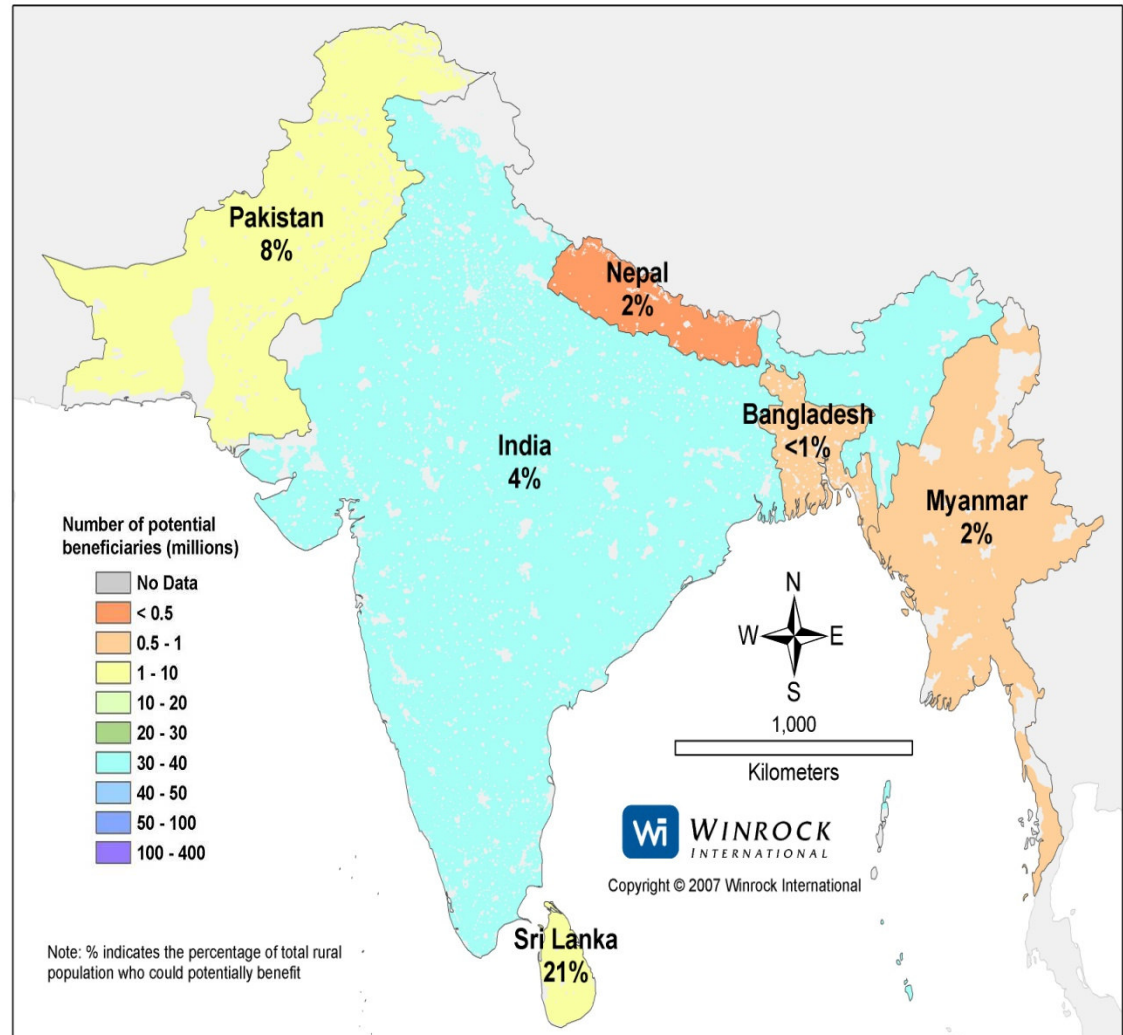 Pakistan
8%
Nepal
2%
Bangladesh
<1%
India
4%
Myanmar
2%
Number of potential
beneficiaries (millions)
No Data
< 0.5
0.5 - 1
1 - 10
10 - 20
20 - 30
30 - 40
40 - 50
50 - 100
100 - 400
N
W E
S
1,000
Kilometers
Wi WINROCK
INTERNATIONAL
Copyright © 2007 Winrock International
Sri Lanka
21%
Note: % indicates the percentage of total rural
population who could potentially benefit